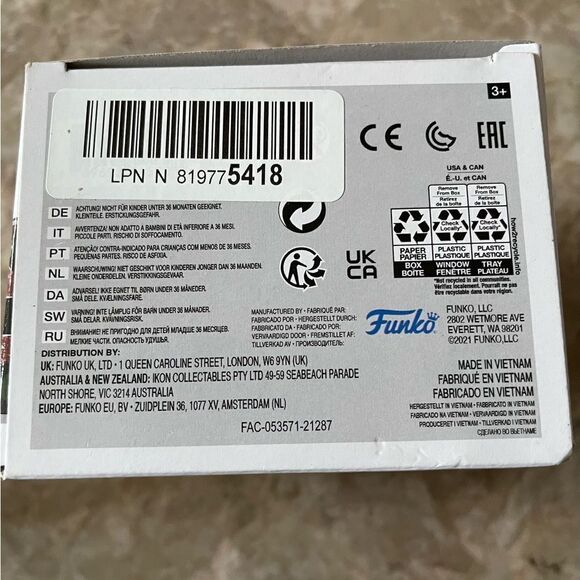 3+
LPN N 819775418
CE EAC
USA & CAN
É.-U. et CAN
Remove From Box
Retirez de la boîte
Remove From Box
Retirez de la boîte
Check Locally*
Check Locally*
PAPER PAPIER
PLASTIC PLASTIQUE
PLASTIC PLASTIQUE
BOX BOÎTE
WINDOW FENÊTRE
TRAY PLATEAU
*Not recycled in all communities.
Vérifiez localement. Pourrait ne pas
être recyclable dans votre région.
how2recycle.info
DE ACHTUNG! NICHT FÜR KINDER UNTER 36 MONATEN GEEIGNET.
KLEINTEILE. ERSTICKUNGSGEFAHR.
IT AVVERTENZA! NON ADATTO A BAMBINI DI ETÀ INFERIORE A 36 MESI.
PICCOLE PARTI. RISCHIO DI SOFFOCAMENTO.
PT ATENÇÃO! CONTRA-INDICADO PARA CRIANÇAS COM MENOS DE 36 MESES.
PEQUENAS PARTES. RISCO DE ASFIXIA.
NL WAARSCHUWING! NIET GESCHIKT VOOR KINDEREN JONGER DAN 36 MAANDEN.
KLEINE ONDERDELEN. VERSTIKKINGSGEVAAR.
DA ADVARSEL! IKKE EGNET TIL BØRN UNDER 36 MÅNEDER.
SMÅ DELE. KVÆLNINGSFARE.
SW VARNING! INTE LÄMPLIG FÖR BARN UNDER 36 MÅNADER.
SMÅ DELAR. KVÄVNINGSRISK.
RU ВНИМАНИЕ! НЕ ПРИГОДНО ДЛЯ ДЕТЕЙ МЛАДШЕ 36 МЕСЯЦЕВ.
МЕЛКИЕ ЧАСТИ. ОПАСНОСТЬ УДУШЬЯ.
UK
CA
MANUFACTURED BY: • FABRIQUÉ PAR:
FABRICADO POR: • HERGESTELLT DURCH:
FABBRICATO DA: • FABRICADO POR:
VERVAARDIGD DOOR: • FREMSTILLET AF:
TILLVERKAD AV • ПРОИЗВОДИТЕЛЬ:
Funko
FUNKO, LLC
2802 WETMORE AVE
EVERETT, WA 98201
©2021 FUNKO,LLC
DISTRIBUTION BY:
UK: FUNKO UK, LTD • 1 QUEEN CAROLINE STREET, LONDON, W6 9YN (UK)
AUSTRALIA & NEW ZEALAND: IKON COLLECTABLES PTY LTD 49-59 SEABEACH PARADE
NORTH SHORE, VIC 3214 AUSTRALIA
EUROPE: FUNKO EU, BV • ZUIDPLEIN 36, 1077 XV, AMSTERDAM (NL)
FAC-053571-21287
MADE IN VIETNAM
FABRIQUÉ EN VIETNAM
FABRICADO EN VIETNAM
HERGESTELLT IN VIETNAM • FABBRICATO IN VIETNAM
FABRICADO NA VIETNAM • VERVAARDIGD IN VIETNAM
PRODUCERET I VIETNAM • TILLVERKAD I VIETNAM
СДЕЛАНО ВО ВЬЕТНАМЕ